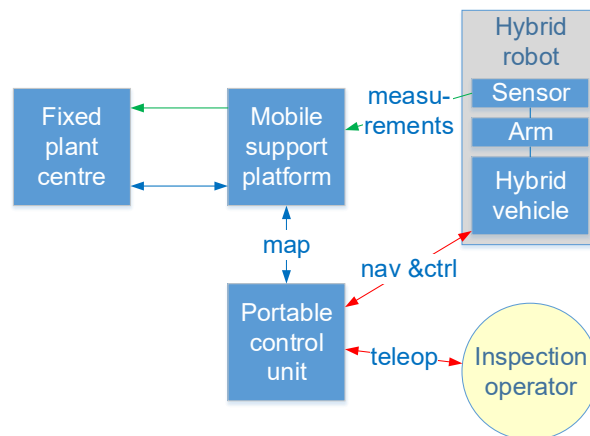 Hybrid
robot
Sensor
Arm
Hybrid
vehicle
Fixed
plant
centre
Mobile
support
platform
measu-
rements
map
nav &ctrl
Portable
control
unit
teleop
Inspection
operator